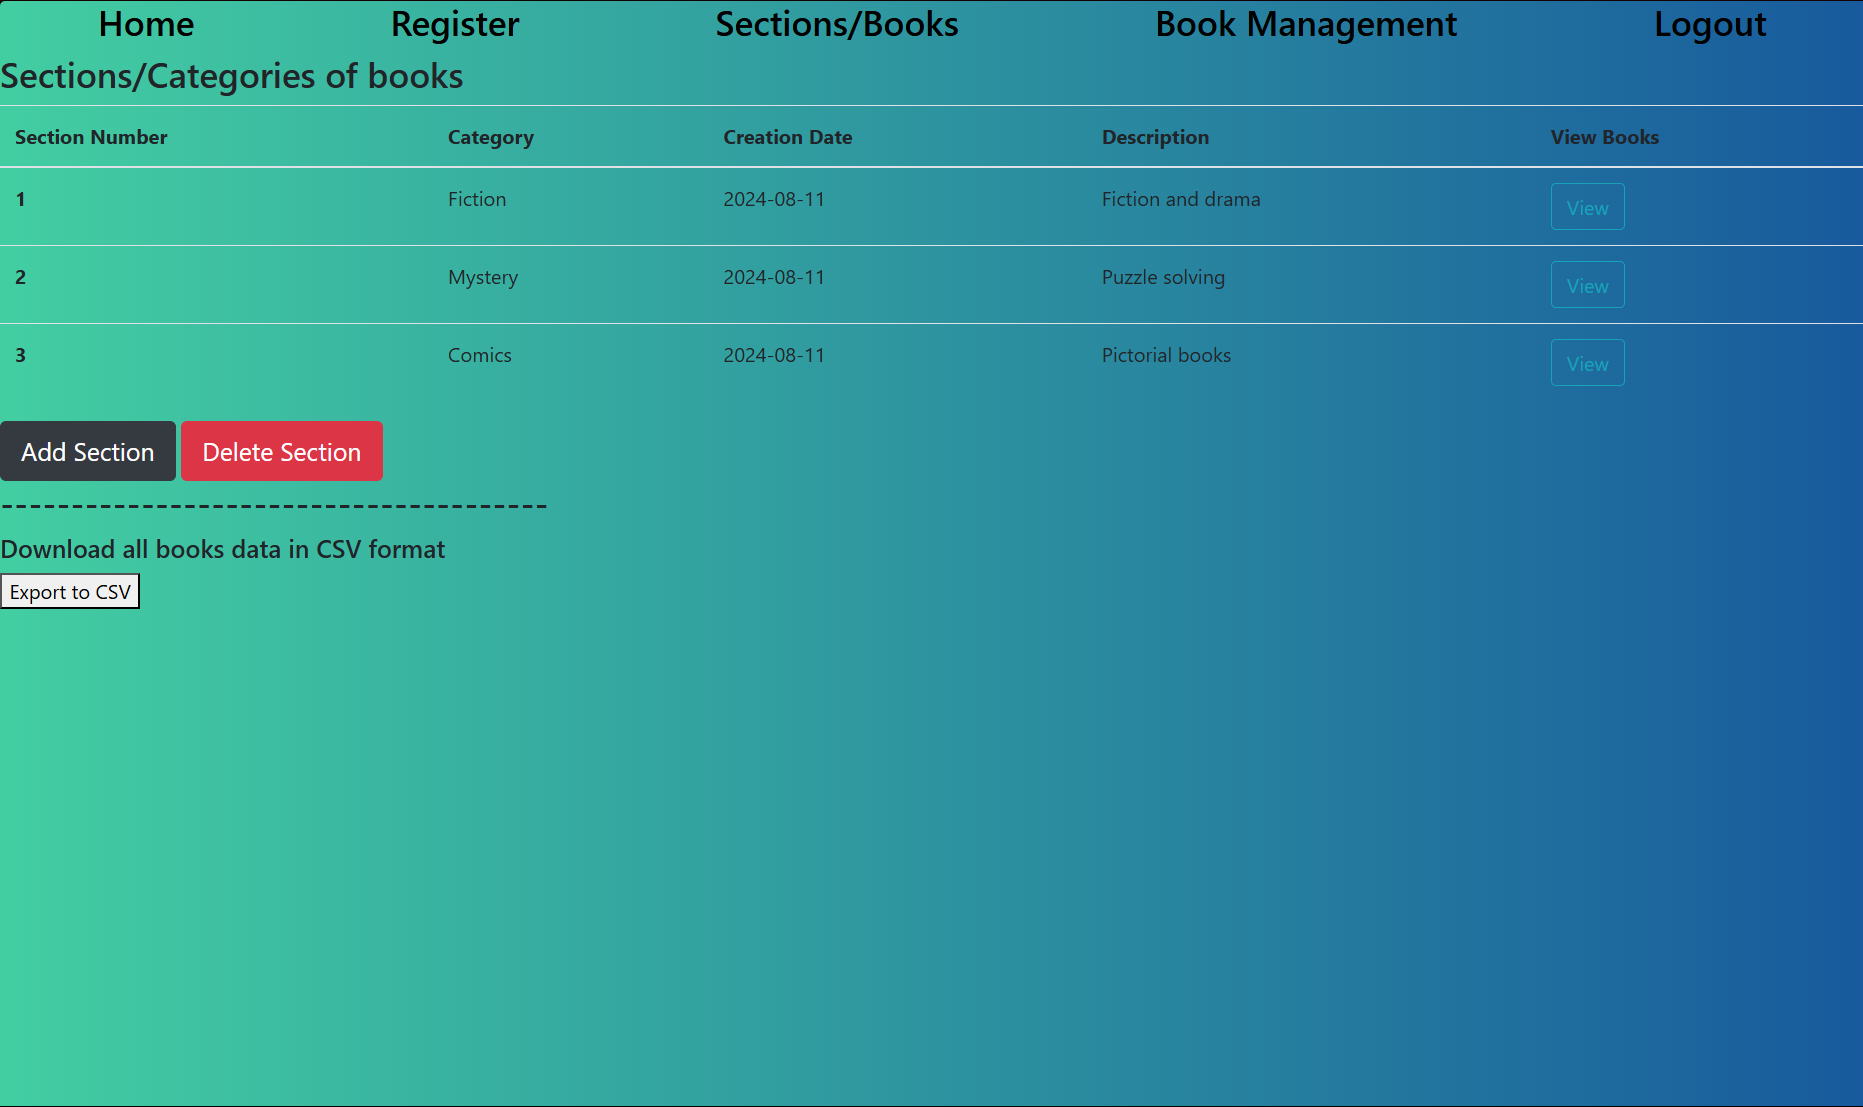 Home Register Sections/Books Book Management Logout
Sections/Categories of books
Section Number Category Creation Date Description View Books
1 Fiction 2024-08-11 Fiction and drama View
2 Mystery 2024-08-11 Puzzle solving View
3 Comics 2024-08-11 Pictorial books View
Add Section Delete Section
---------------------------------------
Download all books data in CSV format
Export to CSV